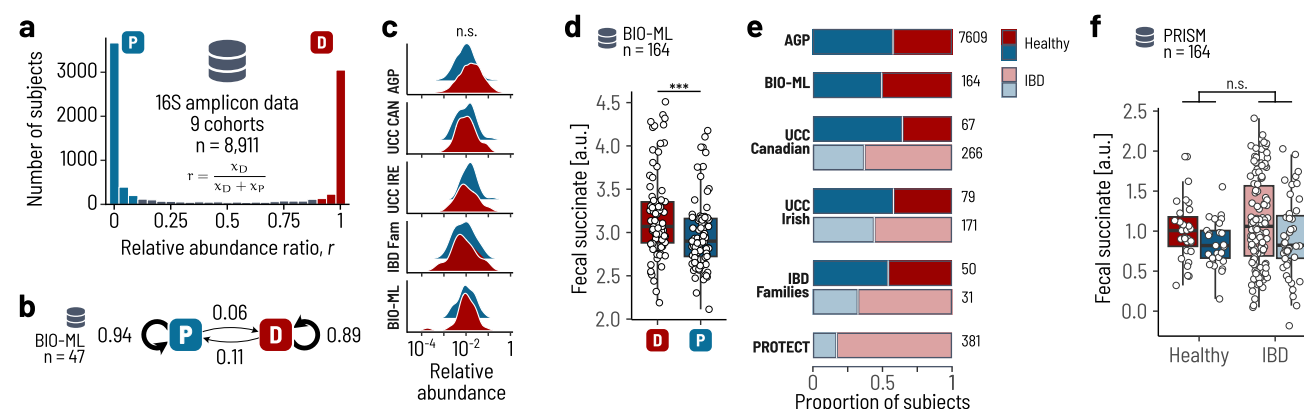 a
P
D
Number of subjects
3000
2000
1000
0
16S amplicon data
9 cohorts
n = 8,911
r = x_D / (x_D + x_P)
0
0.25
0.5
0.75
1
Relative abundance ratio, r
b
BIO-ML
n = 47
0.94
P
0.06
0.11
D
0.89
c
n.s.
AGP
UCC CAN
UCC IRE
IBD Fam
BIO-ML
10⁻⁴
10⁻²
1
Relative
abundance
d
BIO-ML
n = 164
***
Fecal succinate [a.u.]
4.5
4.0
3.5
3.0
2.5
2.0
D
P
e
AGP
7609
BIO-ML
164
UCC
Canadian
67
266
UCC
Irish
79
171
IBD
Families
50
31
PROTECT
381
0
0.5
1
Proportion of subjects
Healthy
IBD
f
PRISM
n = 164
n.s.
Fecal succinate [a.u.]
2.5
2.0
1.5
1.0
0.5
0.0
Healthy
IBD